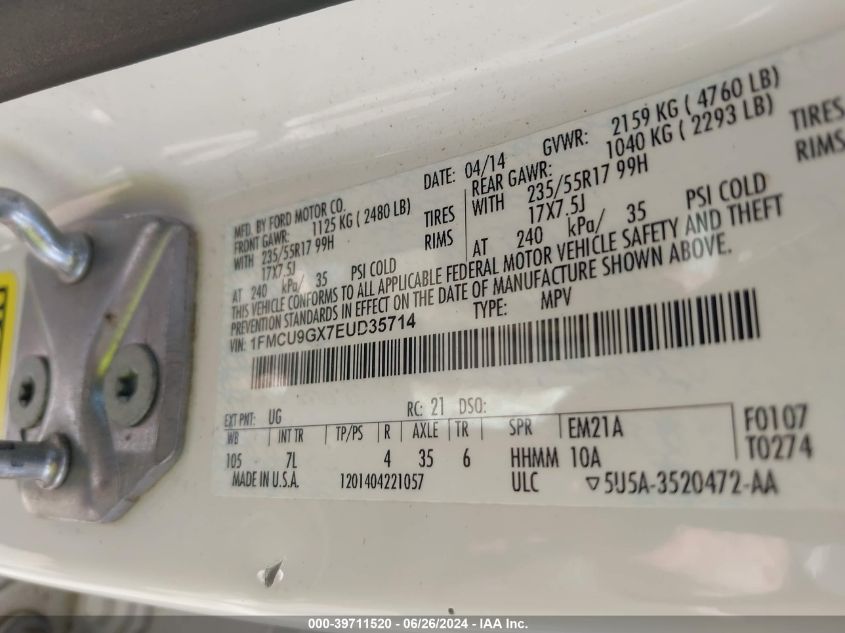 MFD. BY FORD MOTOR CO.
DATE: 04/14 GVWR: 2159 KG ( 4760 LB)
FRONT GAWR: 1125 KG ( 2480 LB) REAR GAWR: 1040 KG ( 2293 LB)
WITH 235/55R17 99H TIRES WITH 235/55R17 99H TIRES
17X7.5J RIMS 17X7.5J RIMS
AT 240 kPa/ 35 PSI COLD AT 240 kPa/ 35 PSI COLD
THIS VEHICLE CONFORMS TO ALL APPLICABLE FEDERAL MOTOR VEHICLE SAFETY AND THEFT
PREVENTION STANDARDS IN EFFECT ON THE DATE OF MANUFACTURE SHOWN ABOVE.
VIN: 1FMCU9GX7EUD35714 TYPE: MPV
EXT PNT: UG RC: 21 DSO:
WB INT TR TP/PS R AXLE TR SPR EM21A F0107
105 7L 4 35 6 HHMM 10A T0274
MADE IN U.S.A. 1201404221057 ULC ▽5U5A-3520472-AA
000-39711520 / 06/26/2024 - IAA Inc.